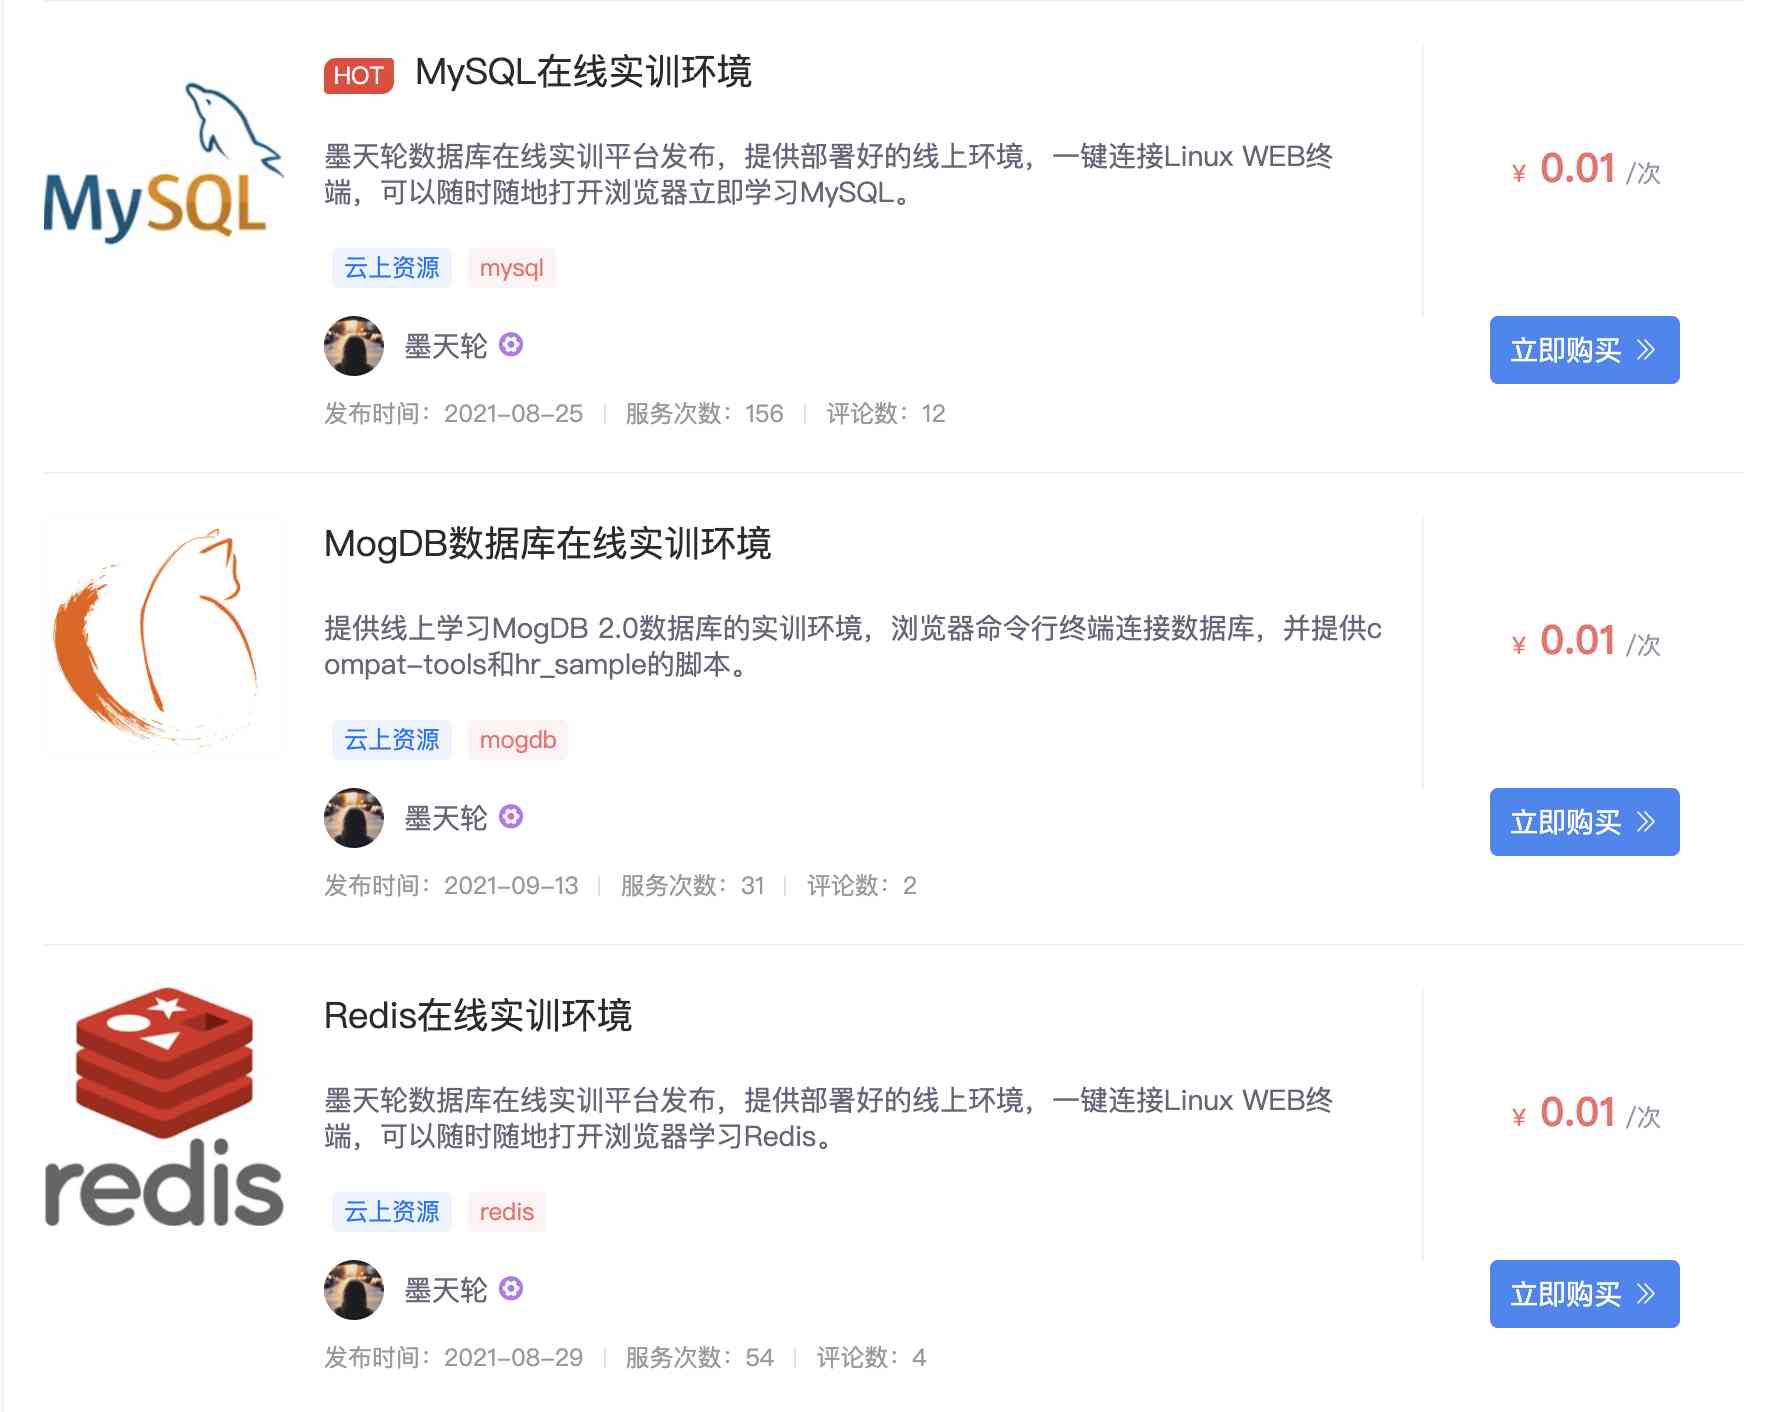 HOT MySQL在线实训环境
MySQL
墨天轮数据库在线实训平台发布，提供部署好的线上环境，一键连接Linux WEB终
端，可以随时随地打开浏览器立即学习MySQL。
¥ 0.01 /次
云上资源 mysql
墨天轮
立即购买
发布时间：2021-08-25 | 服务次数：156 | 评论数：12
MogDB数据库在线实训环境
提供线上学习MogDB 2.0数据库的实训环境，浏览器命令行终端连接数据库，并提供c
ompat-tools和hr_sample的脚本。
¥ 0.01 /次
云上资源 mogdb
墨天轮
立即购买
发布时间：2021-09-13 | 服务次数：31 | 评论数：2
Redis在线实训环境
redis
墨天轮数据库在线实训平台发布，提供部署好的线上环境，一键连接Linux WEB终
端，可以随时随地打开浏览器学习Redis。
¥ 0.01 /次
云上资源 redis
墨天轮
立即购买
发布时间：2021-08-29 | 服务次数：54 | 评论数：4